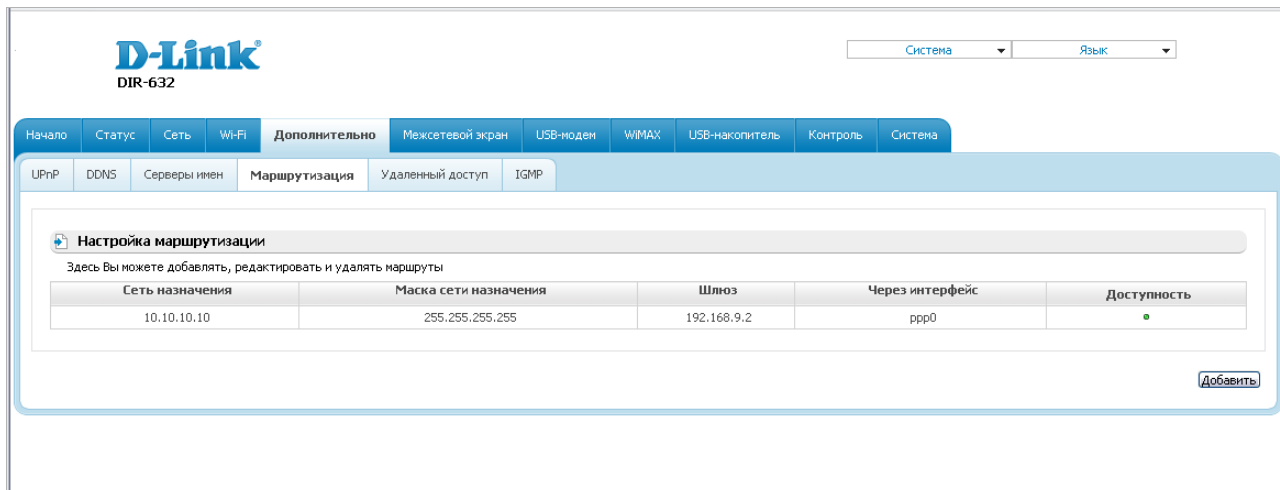 D-Link
DIR-632
Система Язык
Начало Статус Сеть Wi-Fi Дополнительно Межсетевой экран USB-модем WiMAX USB-накопитель Контроль Система
UPnP DDNS Серверы имен Маршрутизация Удаленный доступ IGMP
Настройка маршрутизации
Здесь Вы можете добавлять, редактировать и удалять маршруты
Сеть назначения Маска сети назначения Шлюз Через интерфейс Доступность
10.10.10.10 255.255.255.255 192.168.9.2 ppp0
Добавить